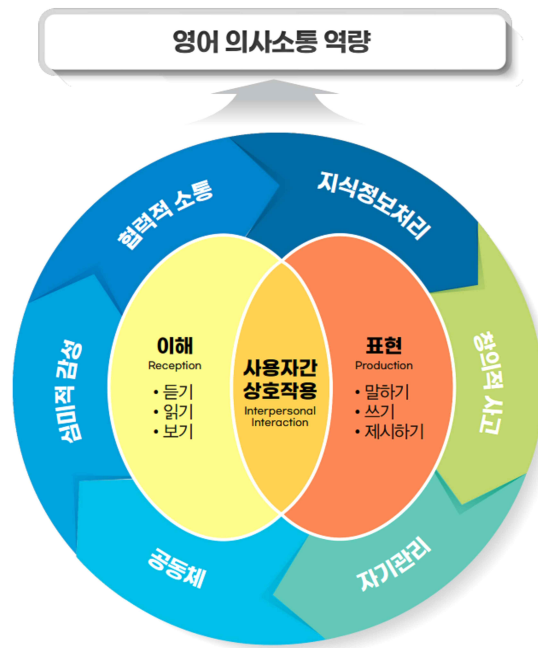 영어 의사소통 역량
협력적 소통
지식정보처리
창의적 사고
자기관리
공동체
심미적 감성
이해
Reception
• 듣기
• 읽기
• 보기
사용자간
상호작용
Interpersonal
Interaction
표현
Production
• 말하기
• 쓰기
• 제시하기